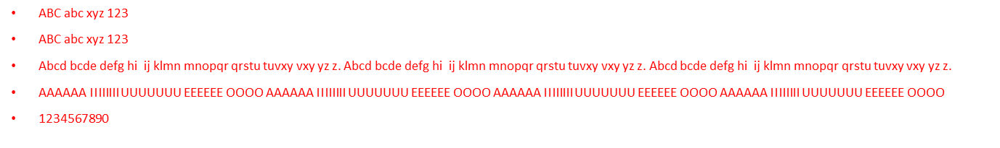 • ABC abc xyz 123
• ABC abc xyz 123
• Abcd bcde defg hi  ij klmn mnopqr qrstu tuvxy vxy yz z. Abcd bcde defg hi  ij klmn mnopqr qrstu tuvxy vxy yz z. Abcd bcde defg hi  ij klmn mnopqr qrstu tuvxy vxy yz z.
• AAAAAA IIIIIIII UUUUUUU EEEEEE OOOO AAAAAA IIIIIIII UUUUUUU EEEEEE OOOO AAAAAA IIIIIIII UUUUUUU EEEEEE OOOO AAAAAA IIIIIIII UUUUUUU EEEEEE OOOO
• 1234567890